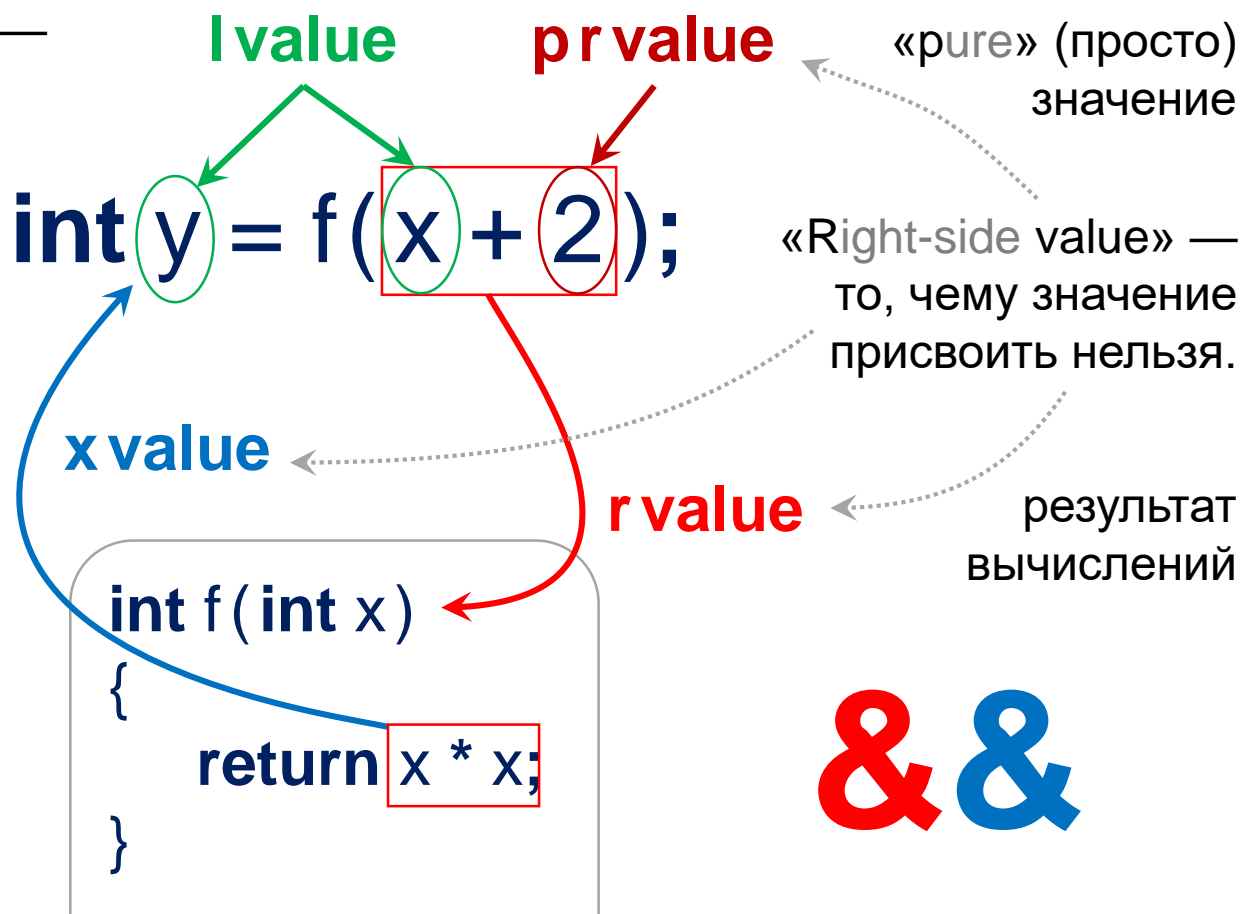 —
lvalue
prvalue
«pure» (просто)
значение
int y = f(x + 2);
«Right-side value» —
то, чему значение
присвоить нельзя.
xvalue
rvalue
результат
вычислений
int f(int x)
{
return x * x;
}
&&